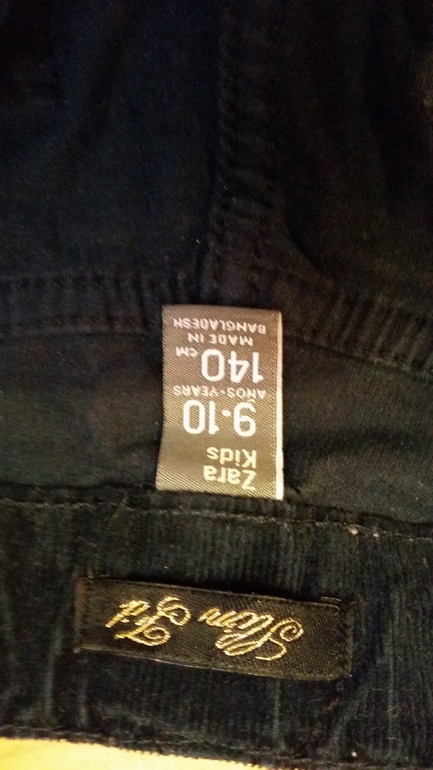 Slim Fit
Zara
Kids
9-10
AÑOS-YEARS
140 CM
MADE IN
BANGLADESH